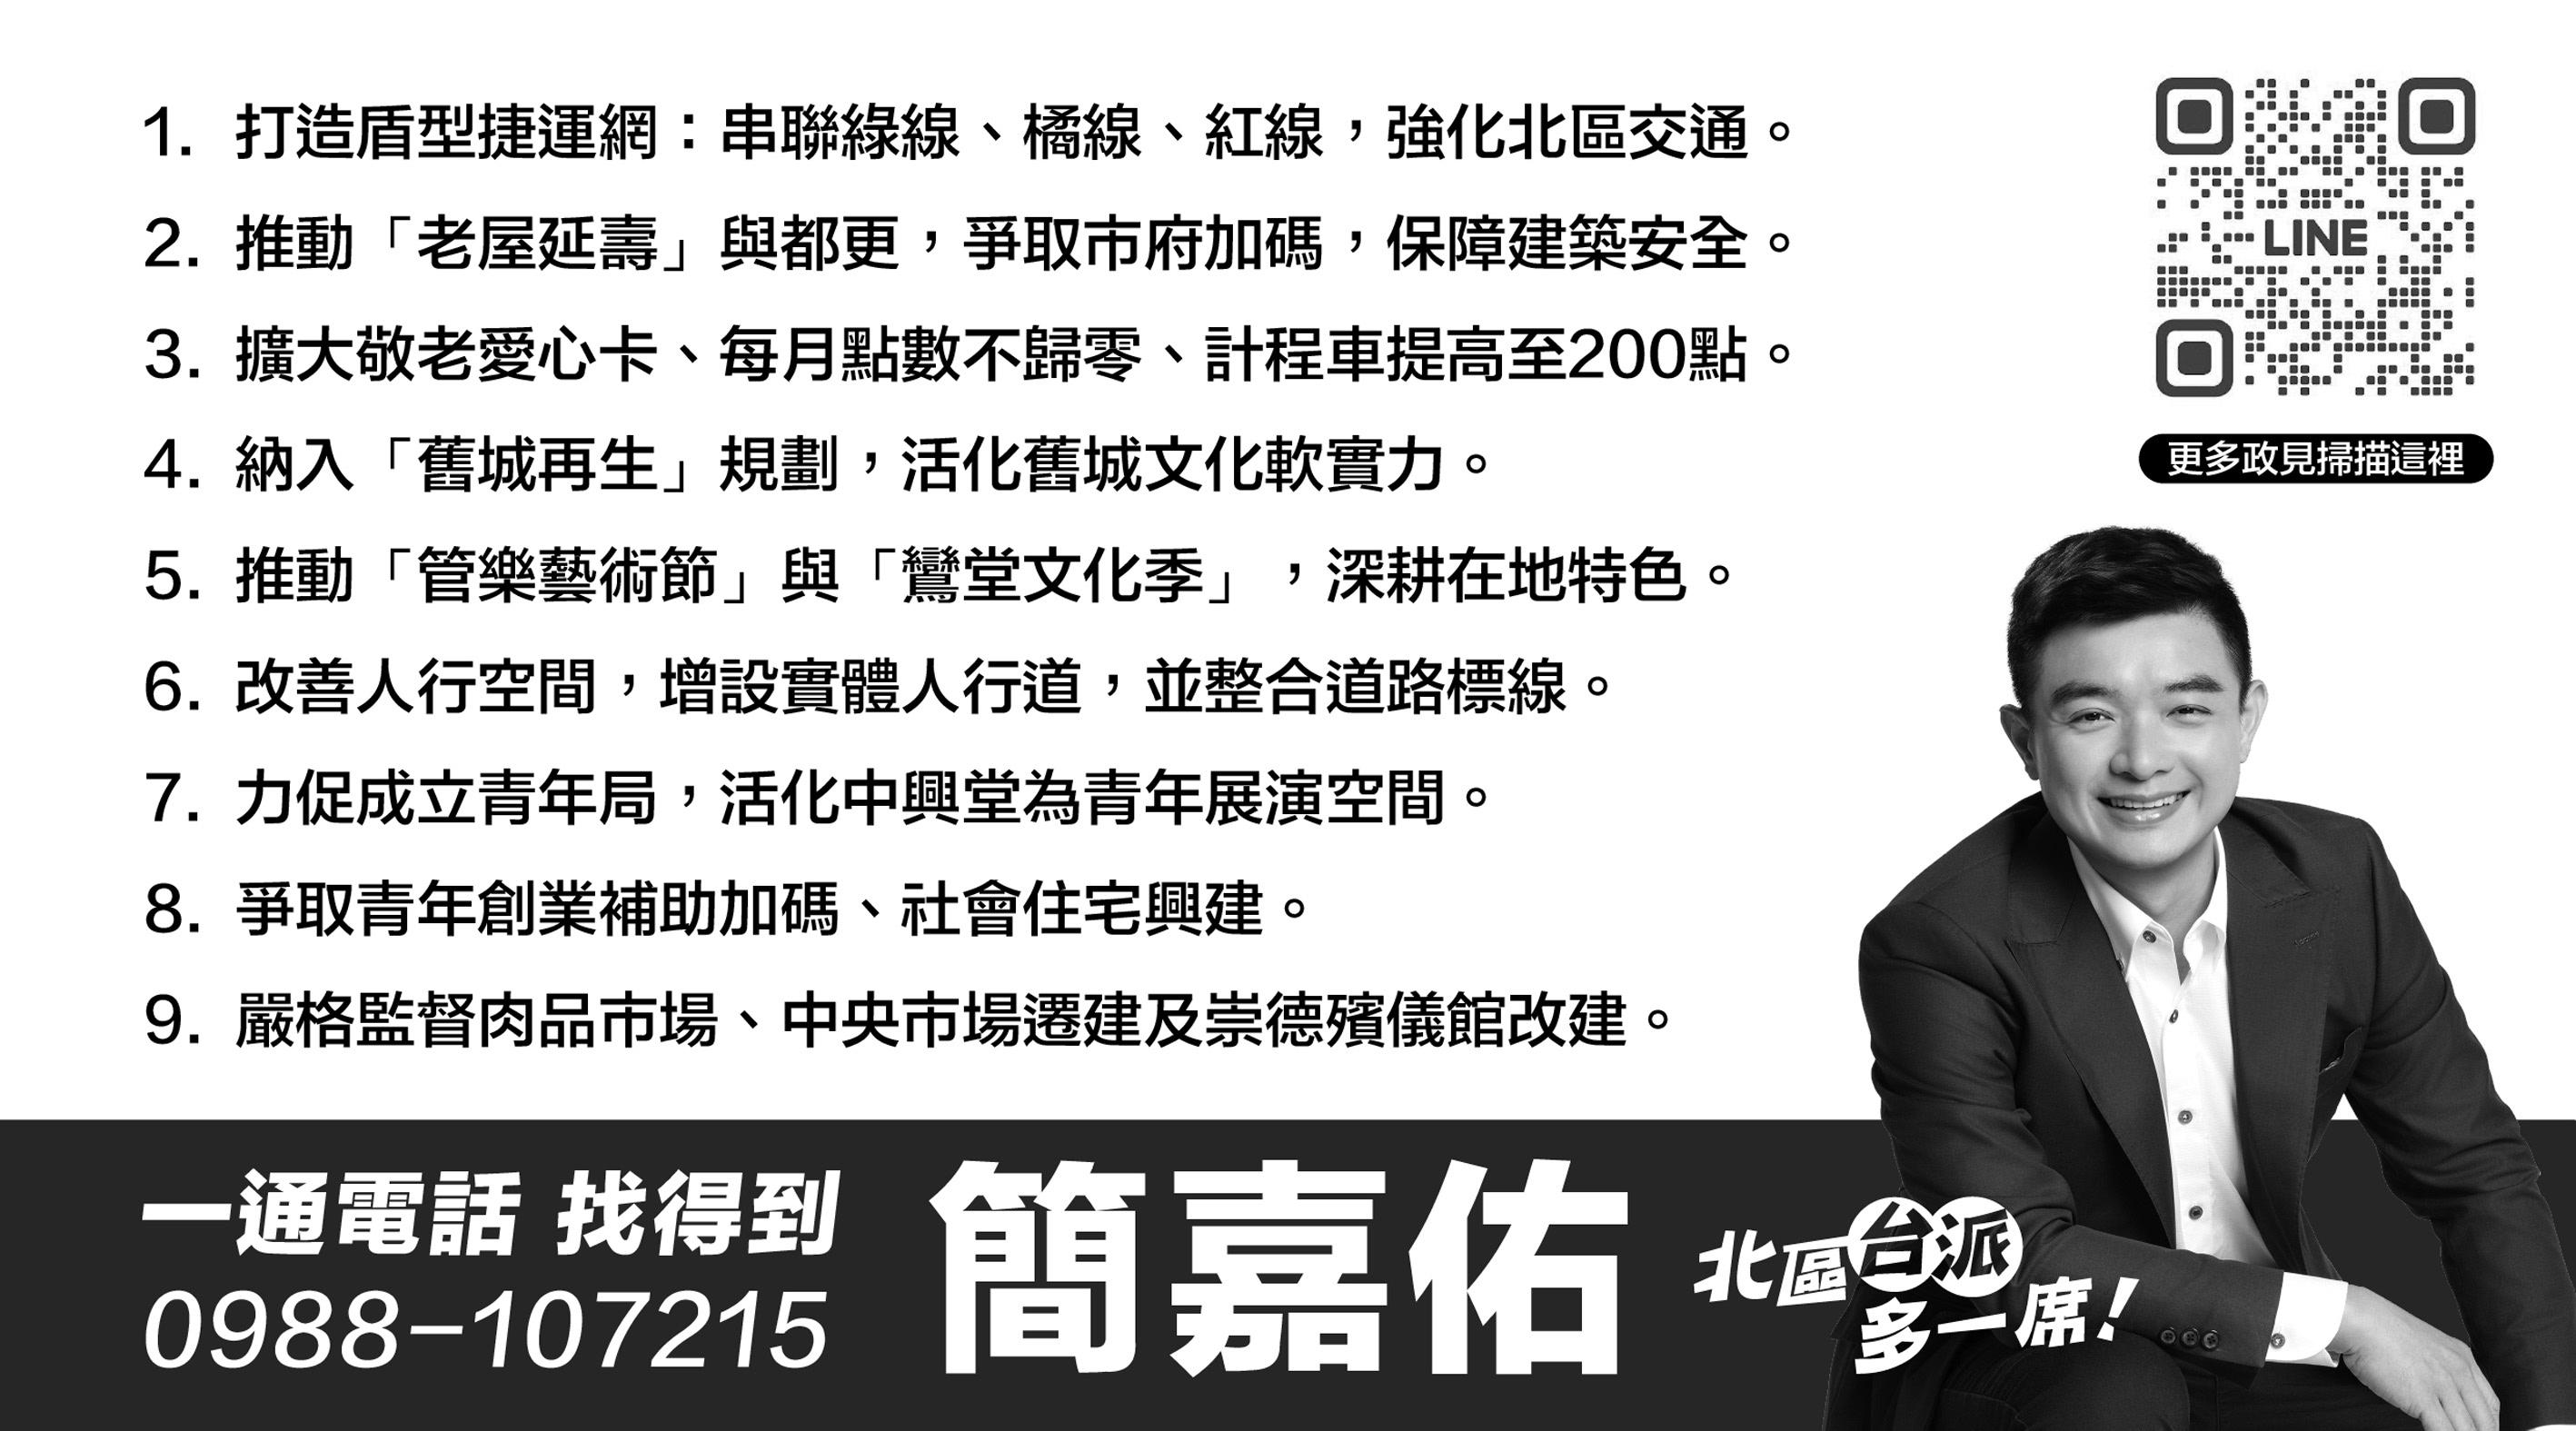 1. 打造盾型捷運網：串聯綠線、橘線、紅線，強化北區交通。
2. 推動「老屋延壽」與都更，爭取市府加碼，保障建築安全。
3. 擴大敬老愛心卡、每月點數不歸零、計程車提高至200點。
4. 納入「舊城再生」規劃，活化舊城文化軟實力。
5. 推動「管樂藝術節」與「鸞堂文化季」，深耕在地特色。
6. 改善人行空間，增設實體人行道，並整合道路標線。
7. 力促成立青年局，活化中興堂為青年展演空間。
8. 爭取青年創業補助加碼、社會住宅興建。
9. 嚴格監督肉品市場、中央市場遷建及崇德殯儀館改建。
LINE
更多政見掃描這裡
一通電話 找得到
0988-107215
簡嘉佑
北區台派
多一席！